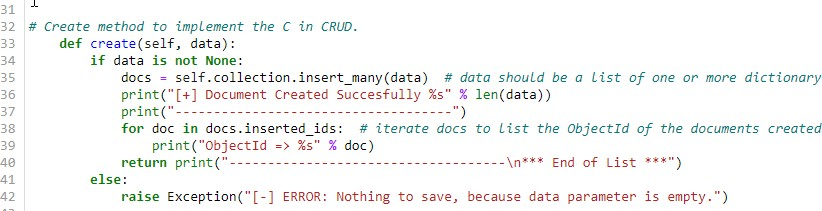 31
32 # Create method to implement the C in CRUD.
33     def create(self, data):
34         if data is not None:
35             docs = self.collection.insert_many(data)  # data should be a list of one or more dictionary
36             print("[+] Document Created Succesfully %s" % len(data))
37             print("-----------------------------------")
38             for doc in docs.inserted_ids:  # iterate docs to list the ObjectId of the documents created
39                 print("ObjectId => %s" % doc)
40             return print("-----------------------------------\n*** End of List ***")
41         else:
42             raise Exception("[-] ERROR: Nothing to save, because data parameter is empty.")